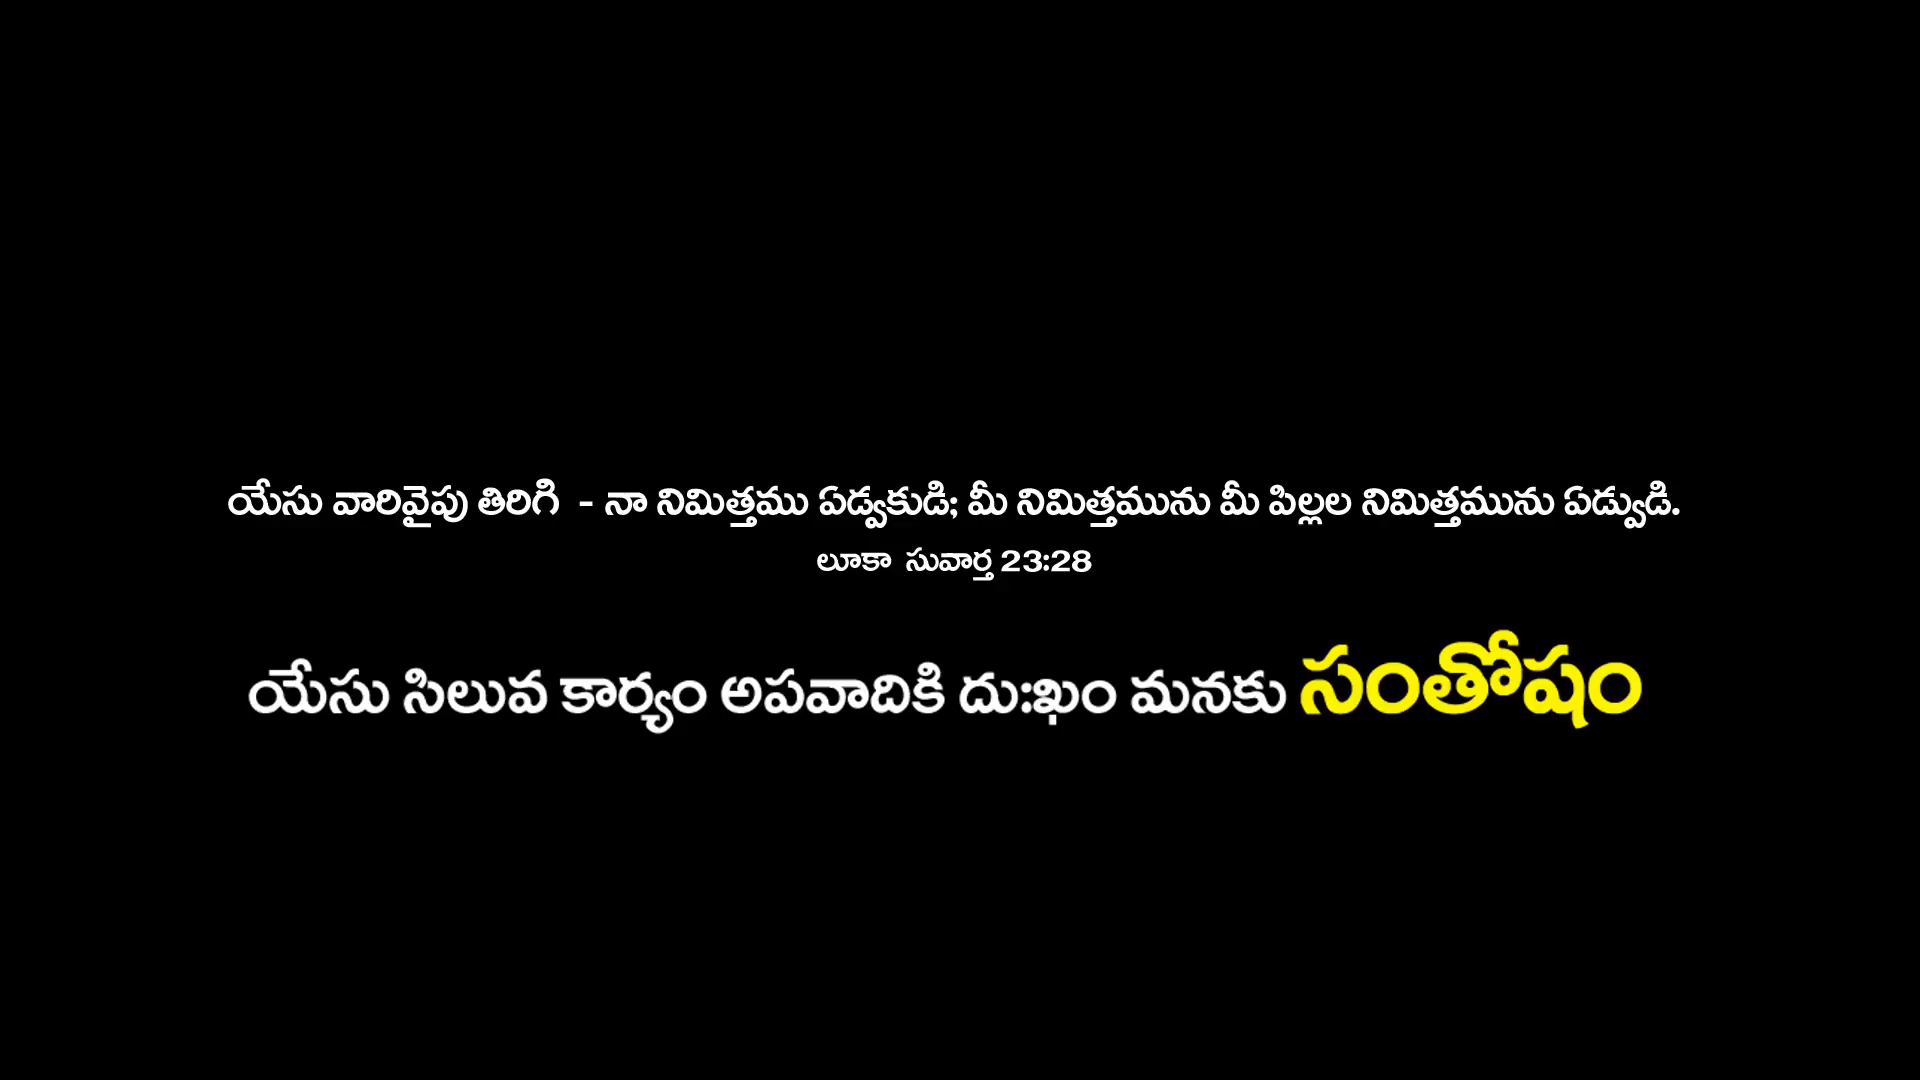 యేసు వారివైపు తిరిగి - నా నిమిత్తము ఏడ్వకుడి; మీ నిమిత్తమును మీ పిల్లల నిమిత్తమును ఏడ్వుడి.
లూకా సువార్త 23:28
యేసు సిలువ కార్యం అపవాదికి దు:ఖం మనకు సంతోషం